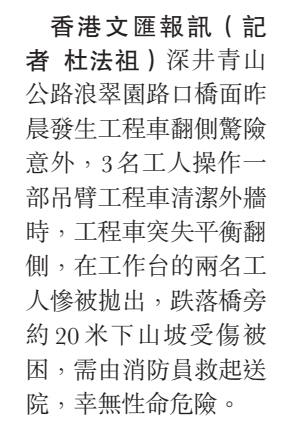 香港文匯報訊（記
者 杜法祖）深井青山
公路浪翠園路口橋面昨
晨發生工程車翻側驚險
意外，3名工人操作一
部吊臂工程車清潔外牆
時，工程車突失平衡翻
側，在工作台的兩名工
人慘被拋出，跌落橋旁
約20米下山坡受傷被
困，需由消防員救起送
院，幸無性命危險。